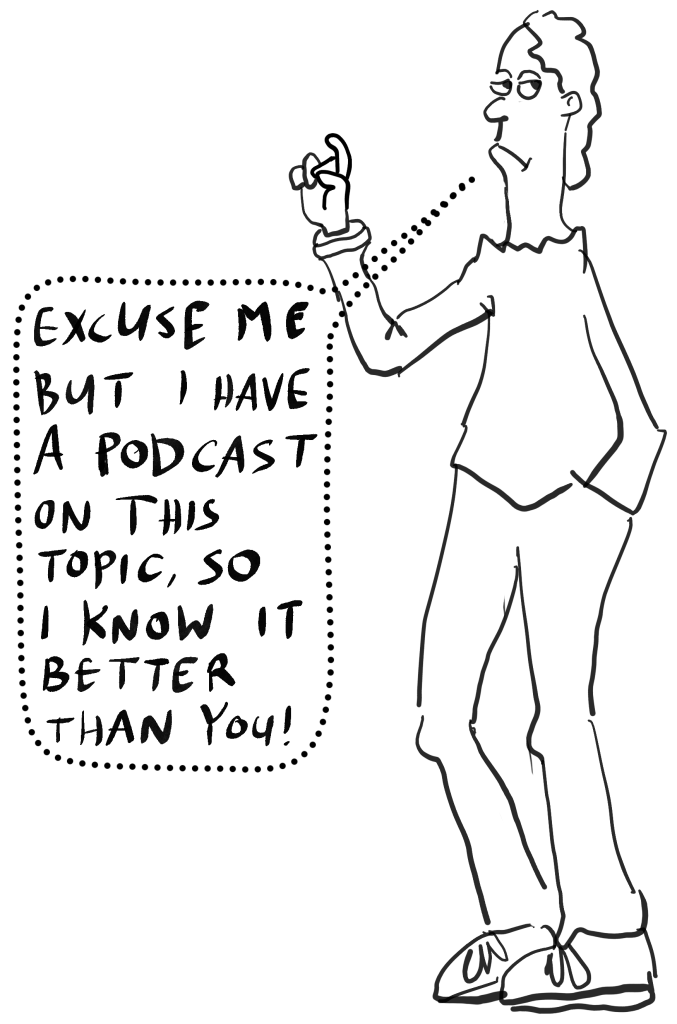 EXCUSE ME
BUT I HAVE
A PODCAST
ON THIS
TOPIC, SO
I KNOW IT
BETTER
THAN YOU!